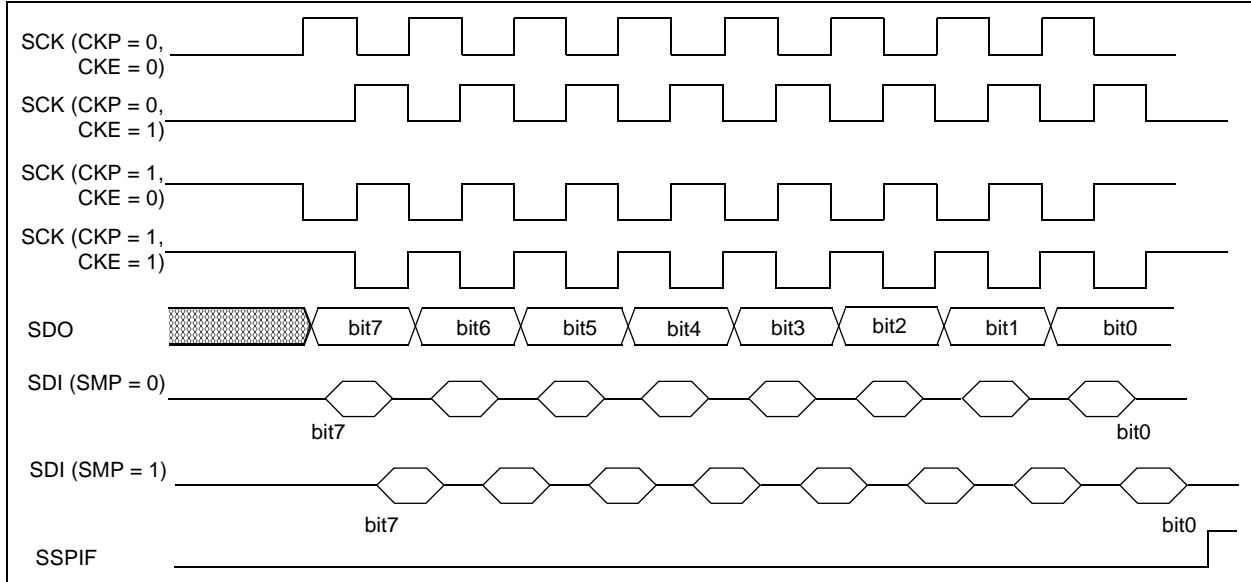 SCK (CKP = 0,
CKE = 0)
SCK (CKP = 0,
CKE = 1)
SCK (CKP = 1,
CKE = 0)
SCK (CKP = 1,
CKE = 1)
SDO bit7 bit6 bit5 bit4 bit3 bit2 bit1 bit0
SDI (SMP = 0)
bit7 bit0
SDI (SMP = 1)
bit7 bit0
SSPIF